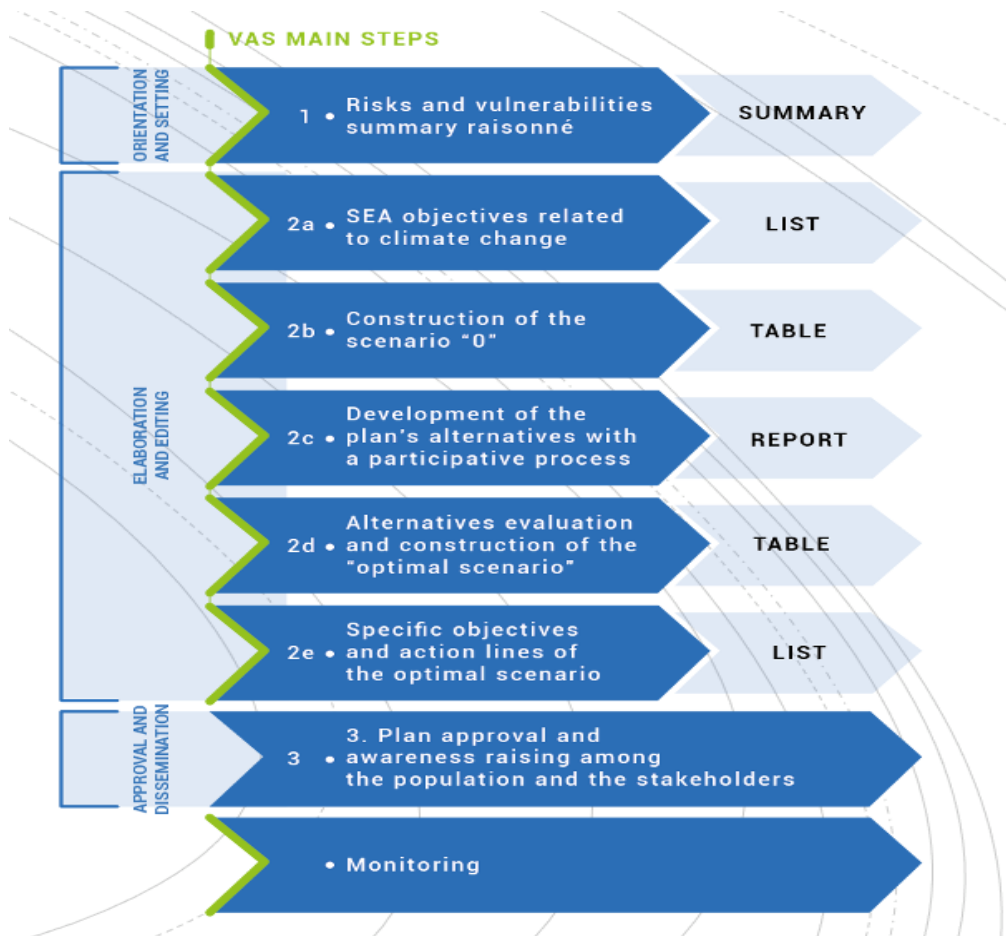 VAS MAIN STEPS
ORIENTATION
AND SETTING
1 • Risks and vulnerabilities
summary raisonné
SUMMARY
ELABORATION
AND EDITING
2a • SEA objectives related
to climate change
LIST
2b • Construction of the
scenario “0”
TABLE
2c • Development of the
plan’s alternatives with
a participative process
REPORT
2d • Alternatives evaluation
and construction of the
“optimal scenario”
TABLE
2e • Specific objectives
and action lines of
the optimal scenario
LIST
APPROVAL AND
DISSEMINATION
3 • 3. Plan approval and
awareness raising among
the population and the stakeholders
• Monitoring